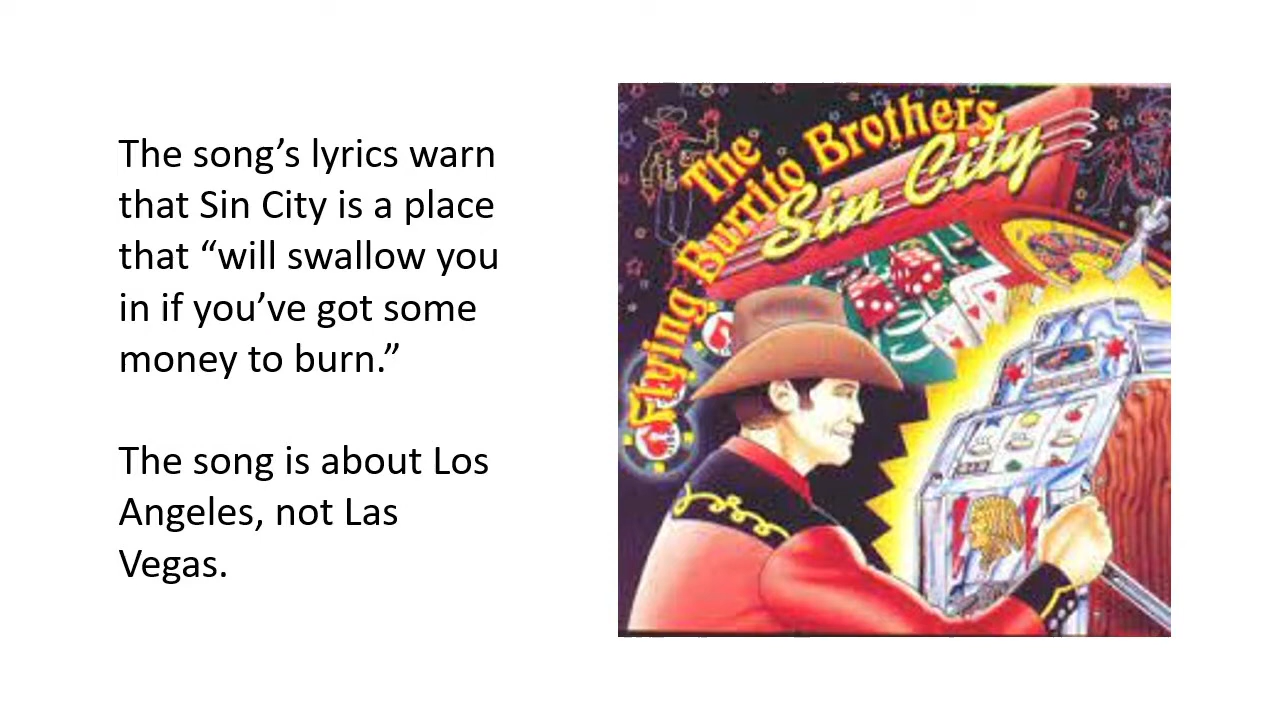 The song’s lyrics warn
that Sin City is a place
that “will swallow you
in if you’ve got some
money to burn.”
The song is about Los
Angeles, not Las
Vegas.
The
Flying Burrito Brothers
Sin City